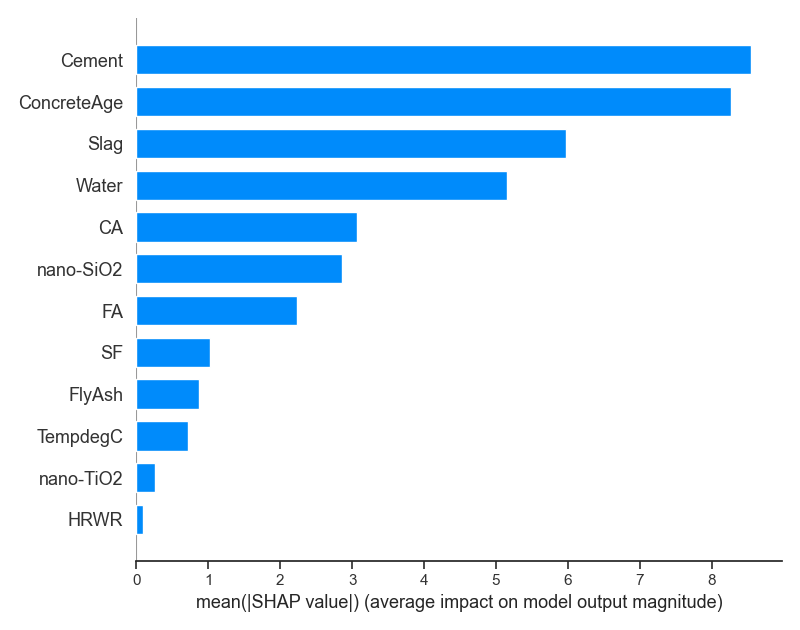 Cement
ConcreteAge
Slag
Water
CA
nano-SiO2
FA
SF
FlyAsh
TempdegC
nano-TiO2
HRWR
0 1 2 3 4 5 6 7 8
mean(|SHAP value|) (average impact on model output magnitude)